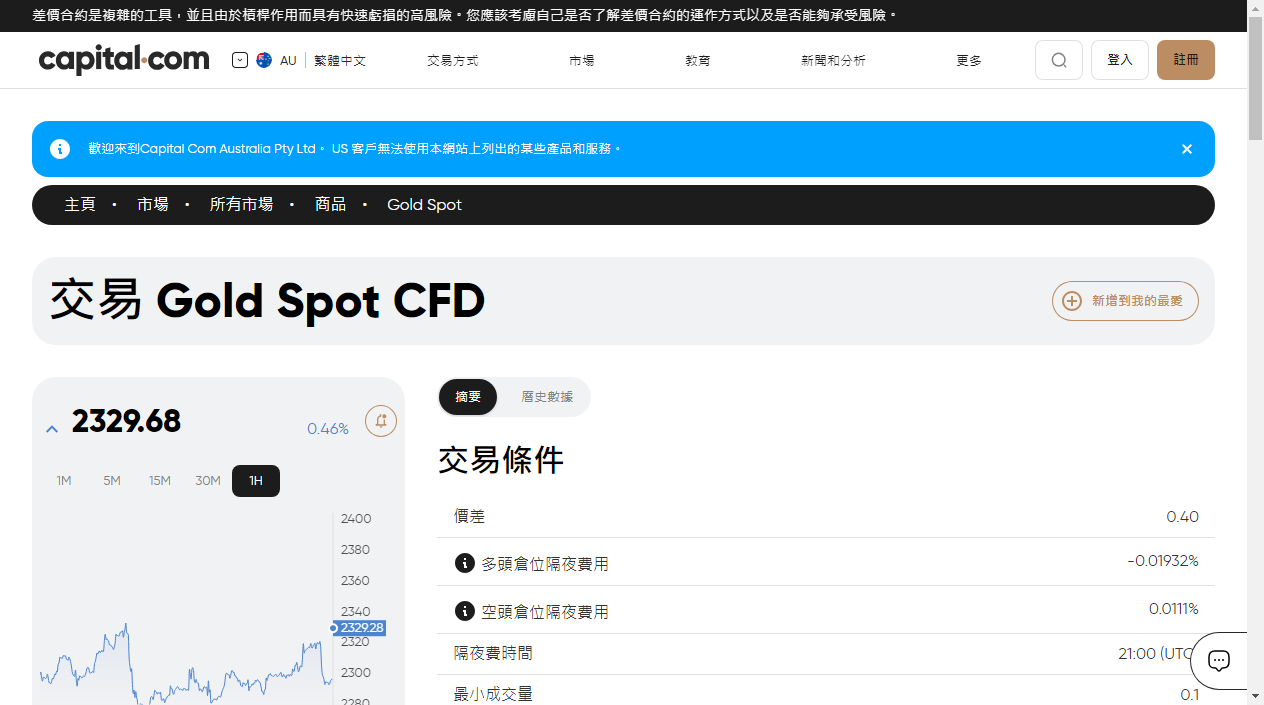 差價合約是複雜的工具，並且由於槓桿作用而具有快速虧損的高風險。您應該考慮自己是否了解差價合約的運作方式以及是否能夠承受風險。
capital.com AU 繁體中文 交易方式 市場 教育 新聞和分析 更多 登入 註冊
歡迎來到Capital Com Australia Pty Ltd。 US 客戶無法使用本網站上列出的某些產品和服務。
主頁 • 市場 • 所有市場 • 商品 • Gold Spot
交易 Gold Spot CFD
新增到我的最愛
2329.68 0.46%
1M 5M 15M 30M 1H
2400
2380
2360
2340
2329.28
2320
2300
2280
摘要 曆史數據
交易條件
價差 0.40
多頭倉位隔夜費用 -0.01932%
空頭倉位隔夜費用 0.0111%
隔夜費時間 21:00 (UTC
最小成交量 0.1